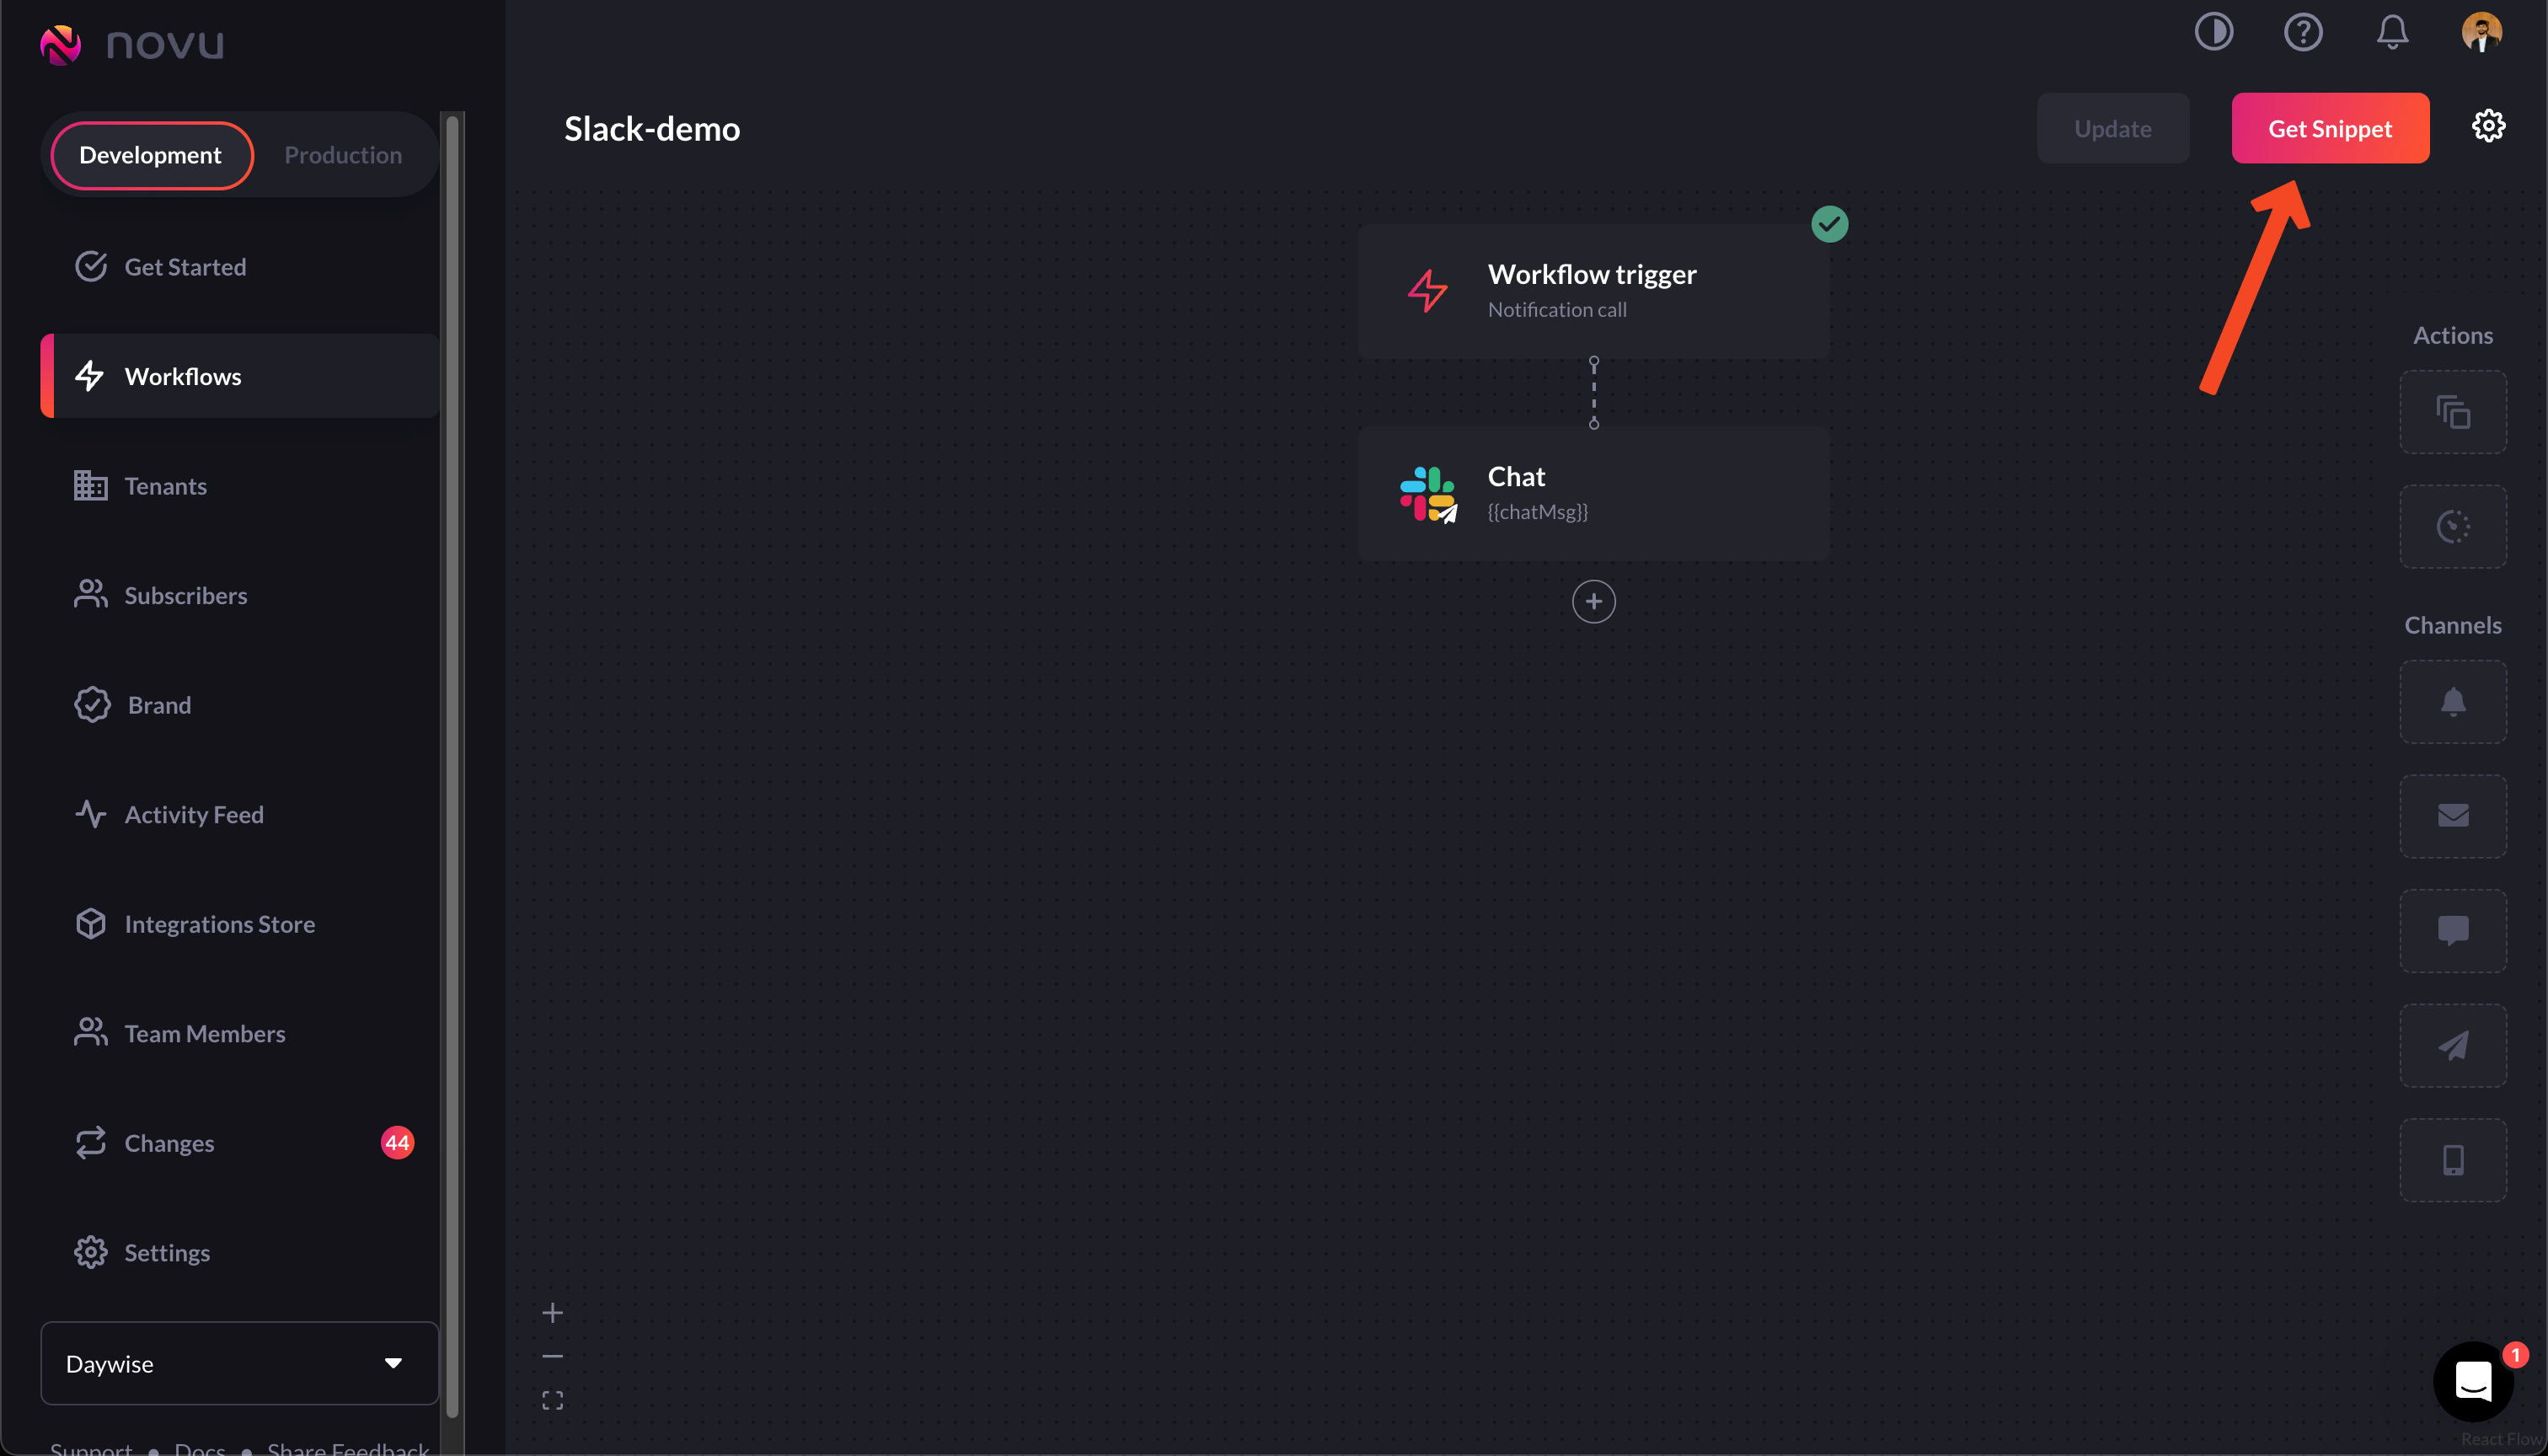 novu
Development
Production
Get Started
Workflows
Tenants
Subscribers
Brand
Activity Feed
Integrations Store
Team Members
Changes
44
Settings
Daywise
Support • Docs • Share Feedback
Slack-demo
Update
Get Snippet
Workflow trigger
Notification call
Chat
{{chatMsg}}
Actions
Channels
1
React Flow